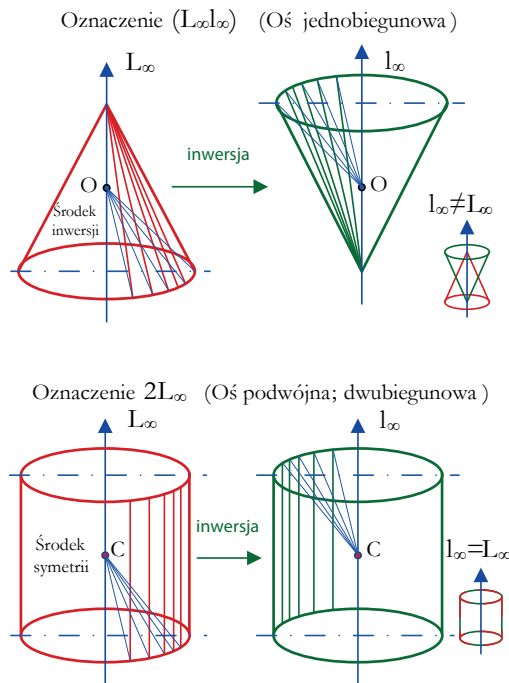 Oznaczenie (L∞l∞) (Oś jednobiegunowa)
L∞
l∞
inwersja
O
O
Środek
inwersji
l∞≠L∞
Oznaczenie 2L∞ (Oś podwójna; dwubiegunowa)
L∞
l∞
inwersja
Środek
symetrii
C
C
l∞=L∞